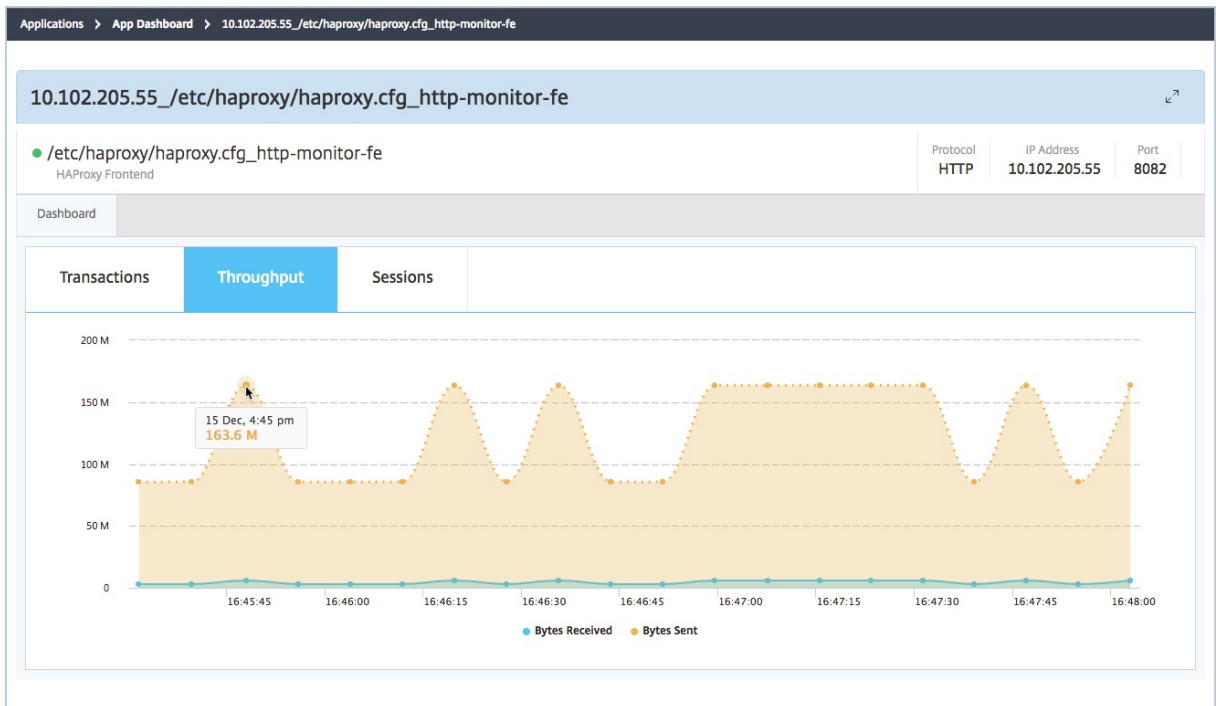 Applications > App Dashboard > 10.102.205.55_/etc/haproxy/haproxy.cfg_http-monitor-fe
10.102.205.55_/etc/haproxy/haproxy.cfg_http-monitor-fe
/etc/haproxy/haproxy.cfg_http-monitor-fe
HAProxy Frontend
Protocol IP Address Port
HTTP 10.102.205.55 8082
Dashboard
Transactions Throughput Sessions
200 M
150 M
15 Dec, 4:45 pm
163.6 M
100 M
50 M
0
16:45:45 16:46:00 16:46:15 16:46:30 16:46:45 16:47:00 16:47:15 16:47:30 16:47:45 16:48:00
Bytes Received Bytes Sent